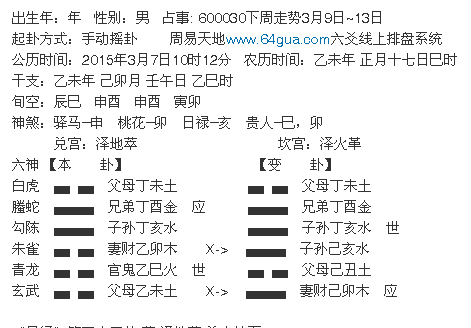 出生年：年 性别：男 占事: 600030下周走势3月9日~13日
起卦方式：手动摇卦 周易天地www.64gua.com六爻线上排盘系统
公历时间：2015年3月7日10时12分 农历时间：乙未年 正月十七日巳时
干支：乙未年 己卯月 壬午日 乙巳时
旬空：辰巳 申酉 申酉 寅卯
神煞：驿马-申 桃花-卯 日禄-亥 贵人-巳，卯
兑宫：泽地萃 坎宫：泽火革
六神 【本 卦】 【变 卦】
白虎 父母丁未土 父母丁未土
螣蛇 兄弟丁酉金 应 兄弟丁酉金
勾陈 子孙丁亥水 子孙丁亥水 世
朱雀 妻财乙卯木 X-> 子孙己亥水
青龙 官鬼乙巳火 世 父母己丑土
玄武 父母乙未土 X-> 妻财己卯木 应